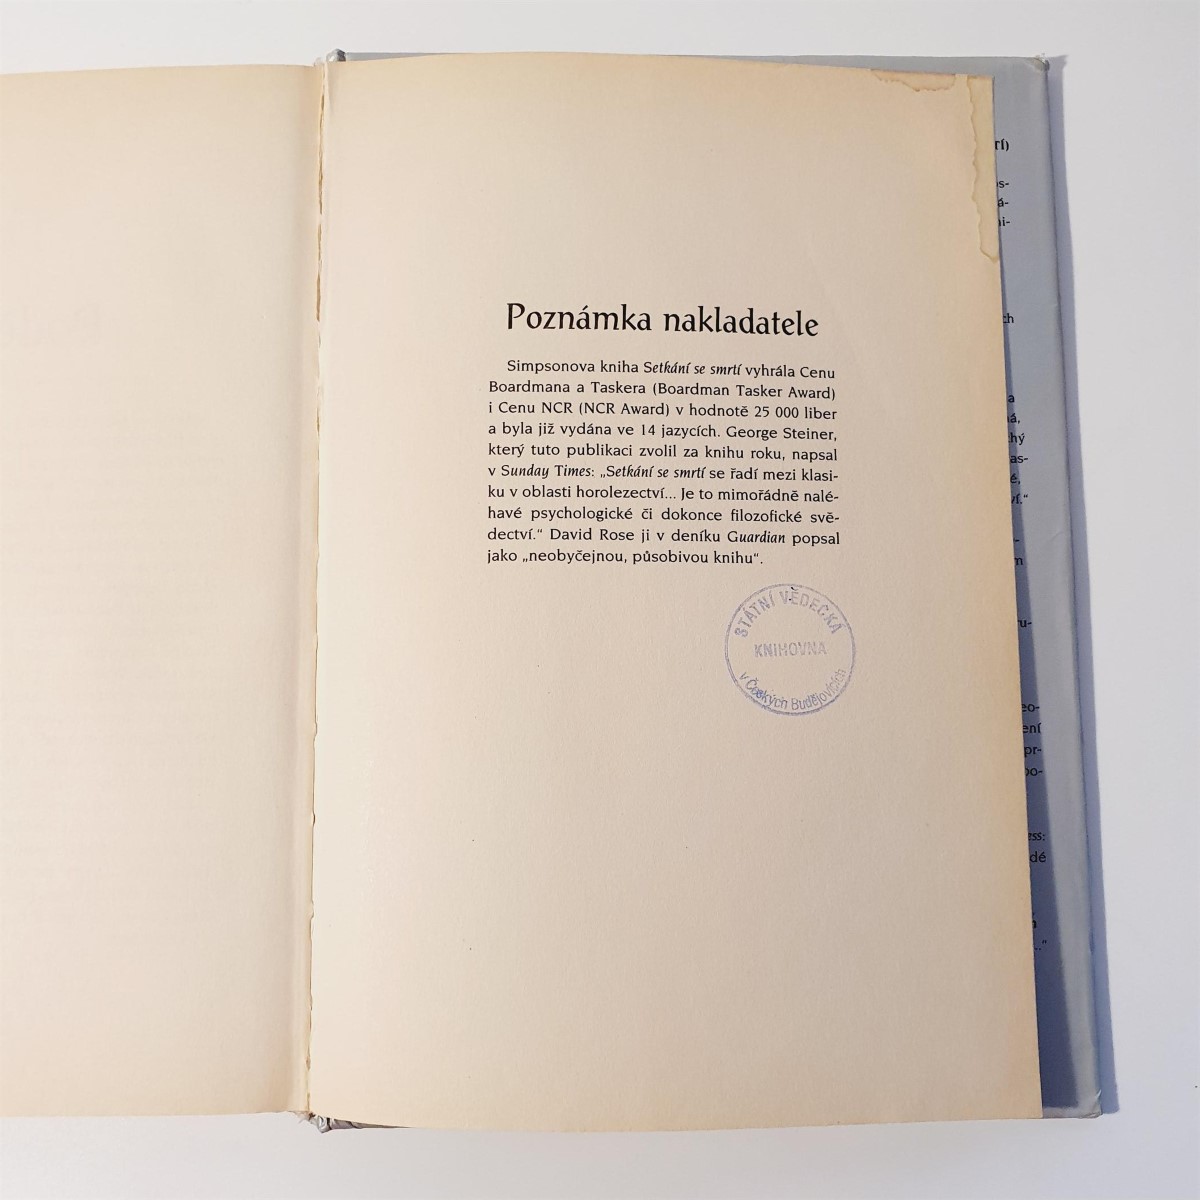 Poznámka nakladatele
Simpsonova kniha Setkání se smrtí vyhrála Cenu
Boardmana a Taskera (Boardman Tasker Award)
i Cenu NCR (NCR Award) v hodnotě 25 000 liber
a byla již vydána ve 14 jazycích. George Steiner,
který tuto publikaci zvolil za knihu roku, napsal
v Sunday Times: „Setkání se smrtí se řadí mezi klasi-
ku v oblasti horolezectví... Je to mimořádně nalé-
havé psychologické či dokonce filozofické svě-
dectví.“ David Rose ji v deníku Guardian popsal
jako „neobyčejnou, působivou knihu“.
STÁTNÍ VĚDECKÁ
KNIHOVNA
v Českých Budějovicích